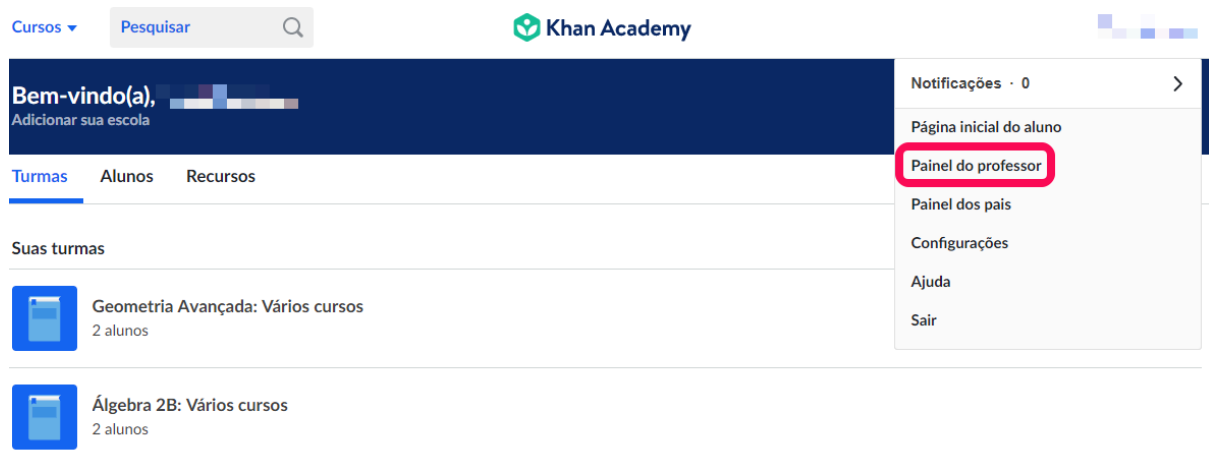 Cursos
Pesquisar
Khan Academy
Bem-vindo(a),
Adicionar sua escola
Notificações · 0
Página inicial do aluno
Painel do professor
Painel dos pais
Configurações
Ajuda
Sair
Turmas Alunos Recursos
Suas turmas
Geometria Avançada: Vários cursos
2 alunos
Álgebra 2B: Vários cursos
2 alunos